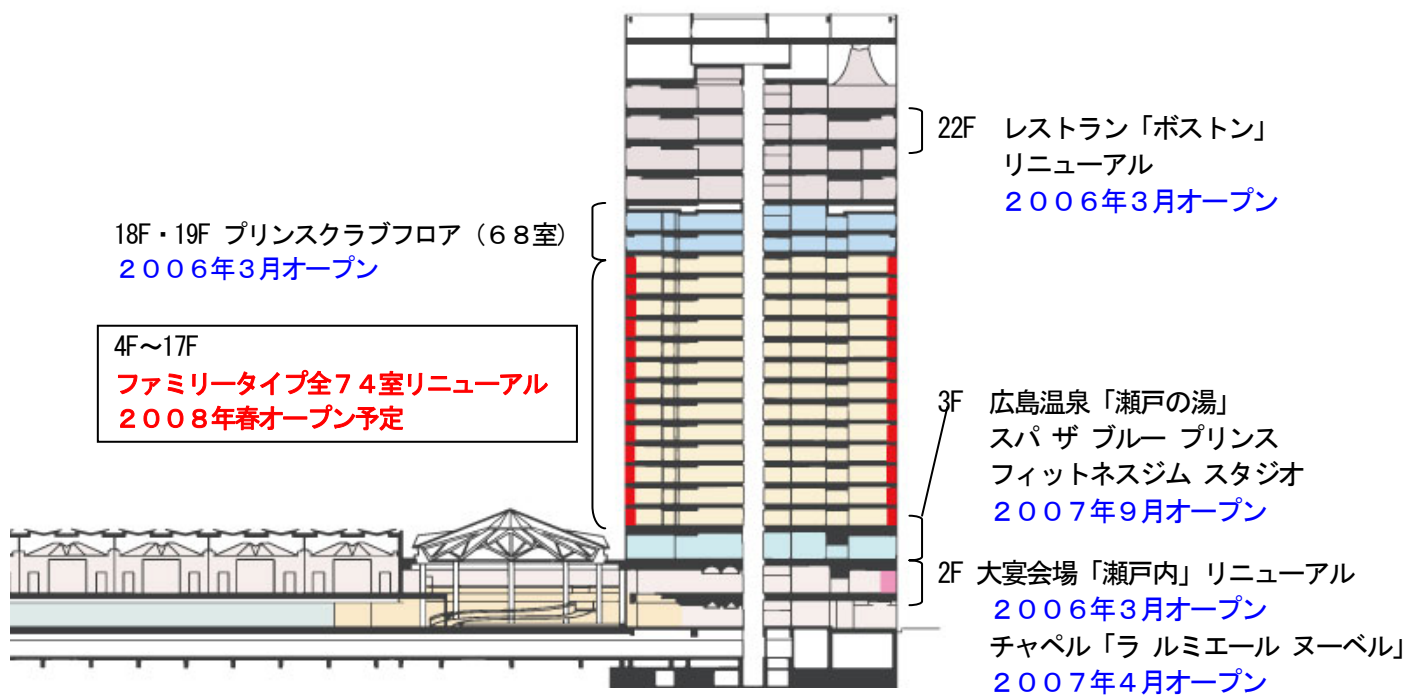 22F レストラン「ボストン」
リニューアル
２００６年３月オープン
18F・19F プリンスクラブフロア（６８室）
２００６年３月オープン
4F～17F
ファミリータイプ全７４室リニューアル
２００８年春オープン予定
3F 広島温泉「瀬戸の湯」
スパ ザ ブルー プリンス
フィットネスジム スタジオ
２００７年９月オープン
2F 大宴会場「瀬戸内」リニューアル
２００６年３月オープン
チャペル「ラ ルミエール ヌーベル」
２００７年４月オープン